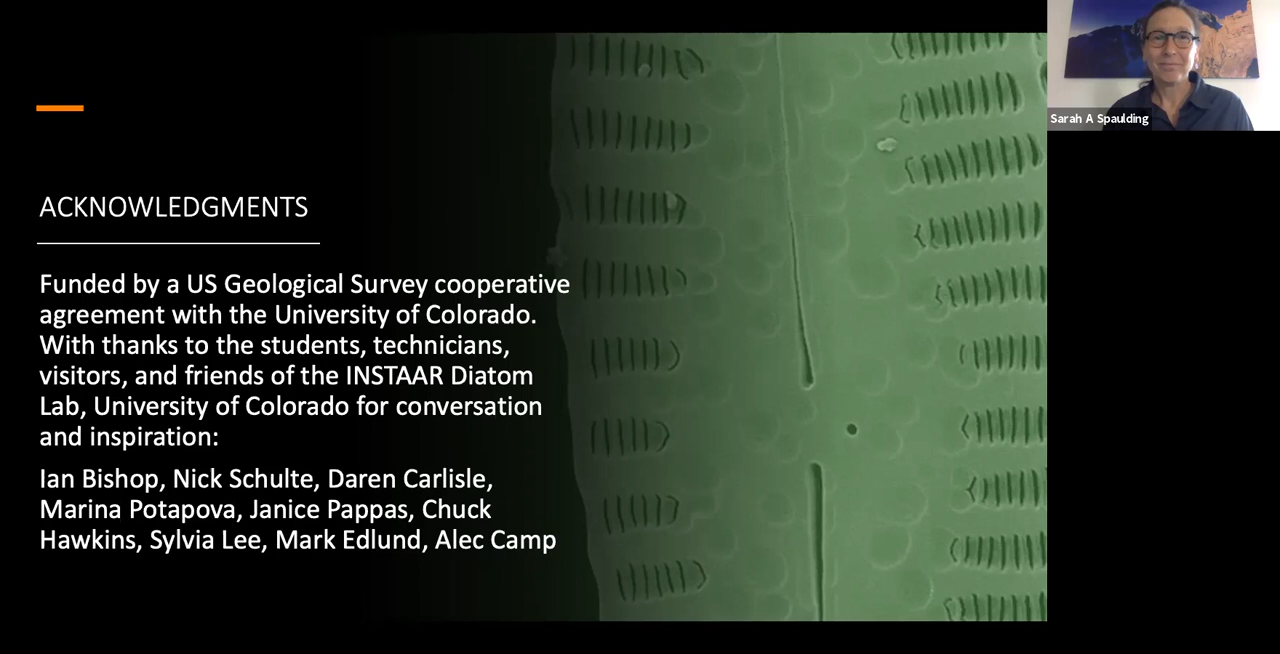 ACKNOWLEDGMENTS
Funded by a US Geological Survey cooperative
agreement with the University of Colorado.
With thanks to the students, technicians,
visitors, and friends of the INSTAAR Diatom
Lab, University of Colorado for conversation
and inspiration:
Ian Bishop, Nick Schulte, Daren Carlisle,
Marina Potapova, Janice Pappas, Chuck
Hawkins, Sylvia Lee, Mark Edlund, Alec Camp
Sarah A Spaulding